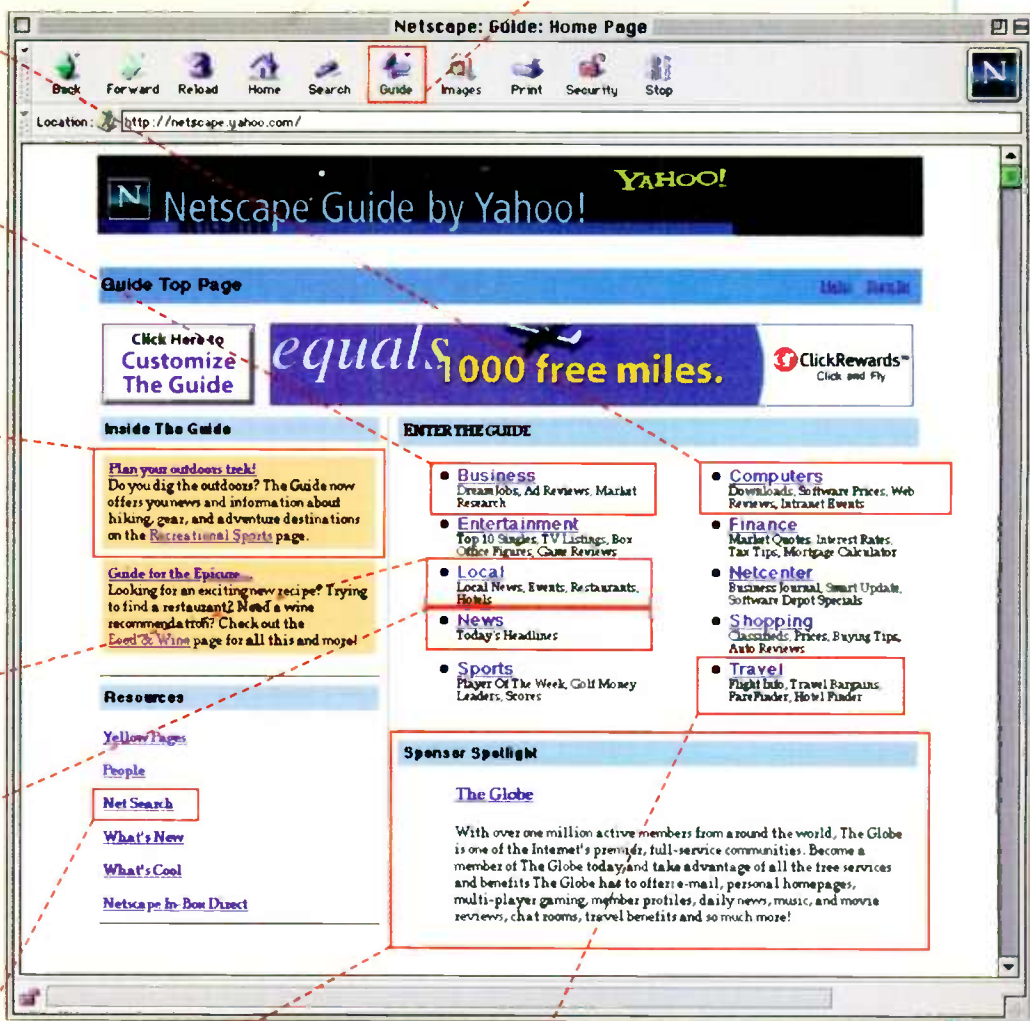 Netscape: Guide: Home Page
Back Forward Reload Home Search Guide Images Print Security Stop
N
Location: http://netscape.yahoo.com/
N Netscape Guide by Yahoo!
YAHOO!
Guide Top Page
Help
Click Here to
Customize
The Guide
equals
1000 free miles.
ClickRewards™
Click and Fly
Inside The Guide
Plan your outdoors trek!
Do you dig the outdoors? The Guide now
offers you news and information about
hiking, gear, and adventure destinations
on the Recreational Sports page.
Guide for the Epicure
Looking for an exciting new recipe? Trying
to find a restaurant? Need a wine
recommendatroh? Check out the
Food & Wine page for all this and more!
Resources
Yellow Pages
People
Net Search
What's New
What's Cool
Netscape In-Box Direct
ENTER THE GUIDE
• Business
Dream Jobs, Ad Reviews, Market
Research
• Entertainment
Top 10 Singles, TV Listings, Box
Office Figures, Game Reviews
• Local
Local News, Events, Restaurants,
Hotels
• News
Today's Headlines
• Sports
Player Of The Week, Golf Money
Leaders, Scores
• Computers
Downloads, Software Prices, Web
Reviews, Intranet Events
• Finance
Market Quotes, Interest Rates,
Tax Tips, Mortgage Calculator
• Netcenter
Business Journal, Smart Update,
Software Depot Specials
• Shopping
Classifieds, Prices, Buying Tips,
Auto Reviews
• Travel
Flight Info, Travel Bargains,
FareFinder, Hotel Finder
Sponsor Spotlight
The Globe
With over one million active members from around the world, The Globe
is one of the Internet's premier, full-service communities. Become a
member of The Globe today and take advantage of all the free services
and benefits The Globe has to offer: e-mail, personal homepages,
multi-player gaming, member profiles, daily news, music, and movie
reviews, chat rooms, travel benefits and so much more!